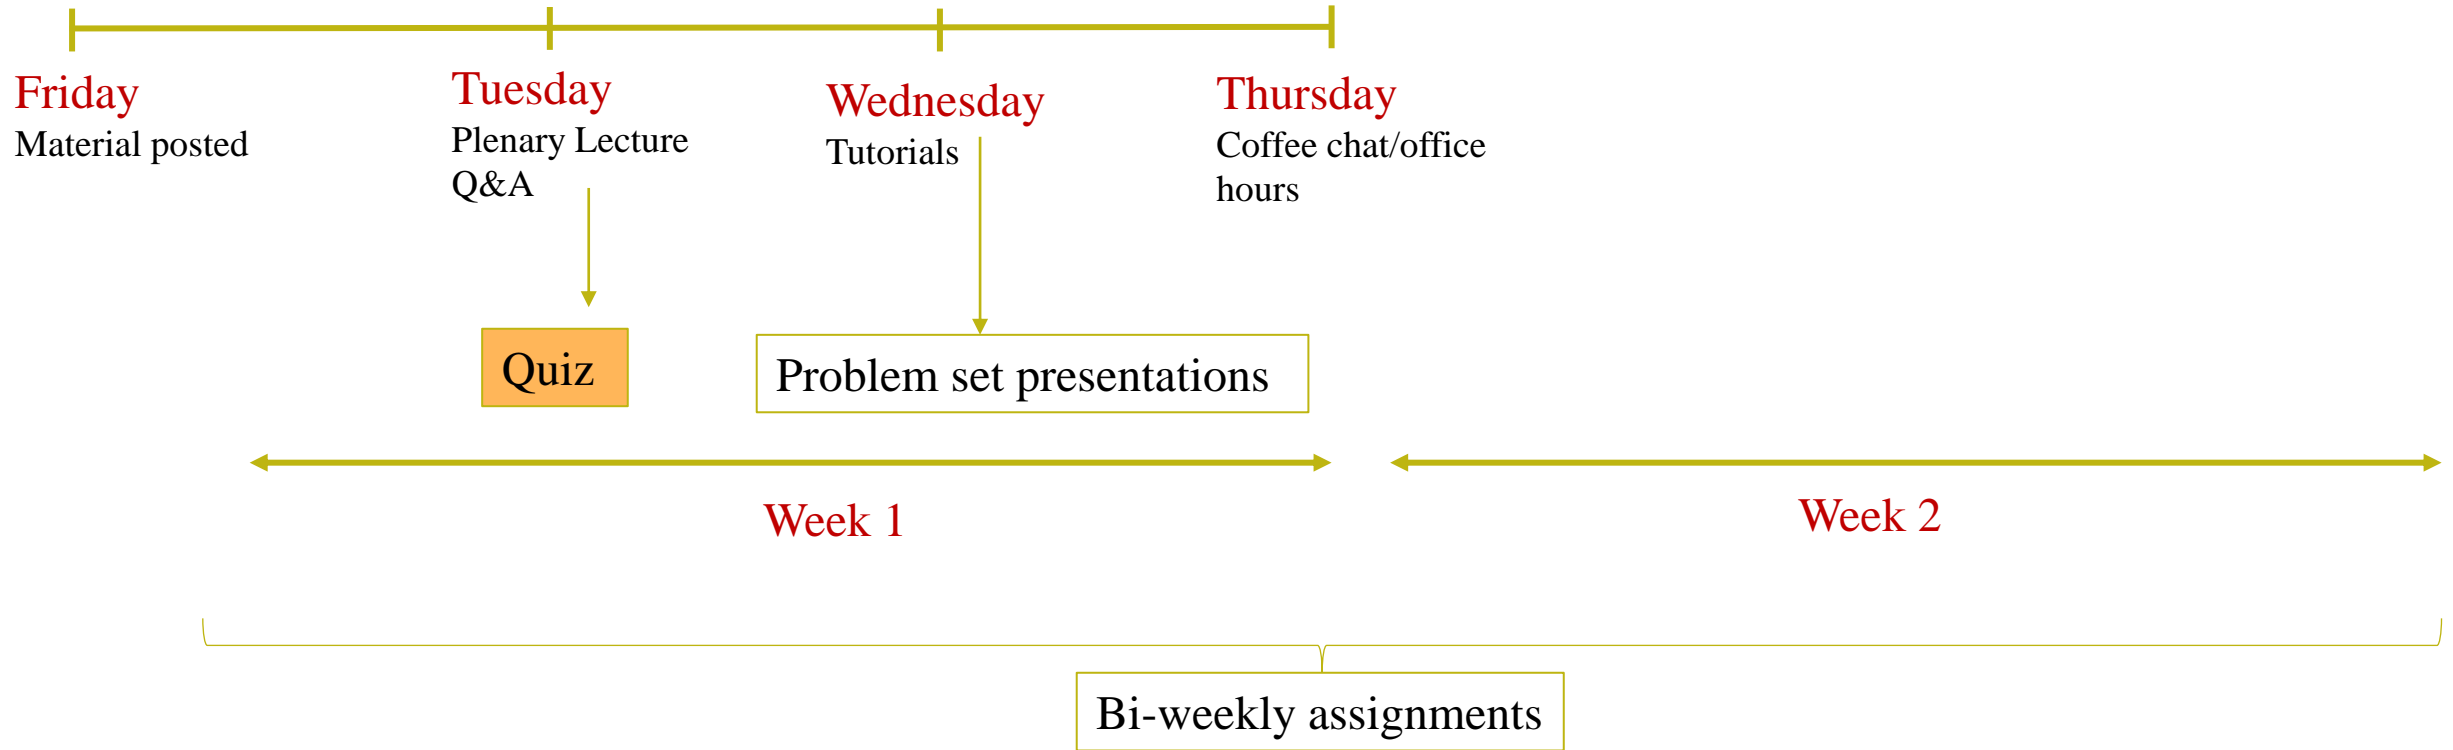 Friday
Material posted
Tuesday
Plenary Lecture
Q&A
Wednesday
Tutorials
Thursday
Coffee chat/office
hours
Quiz
Problem set presentations
Week 1
Week 2
Bi-weekly assignments